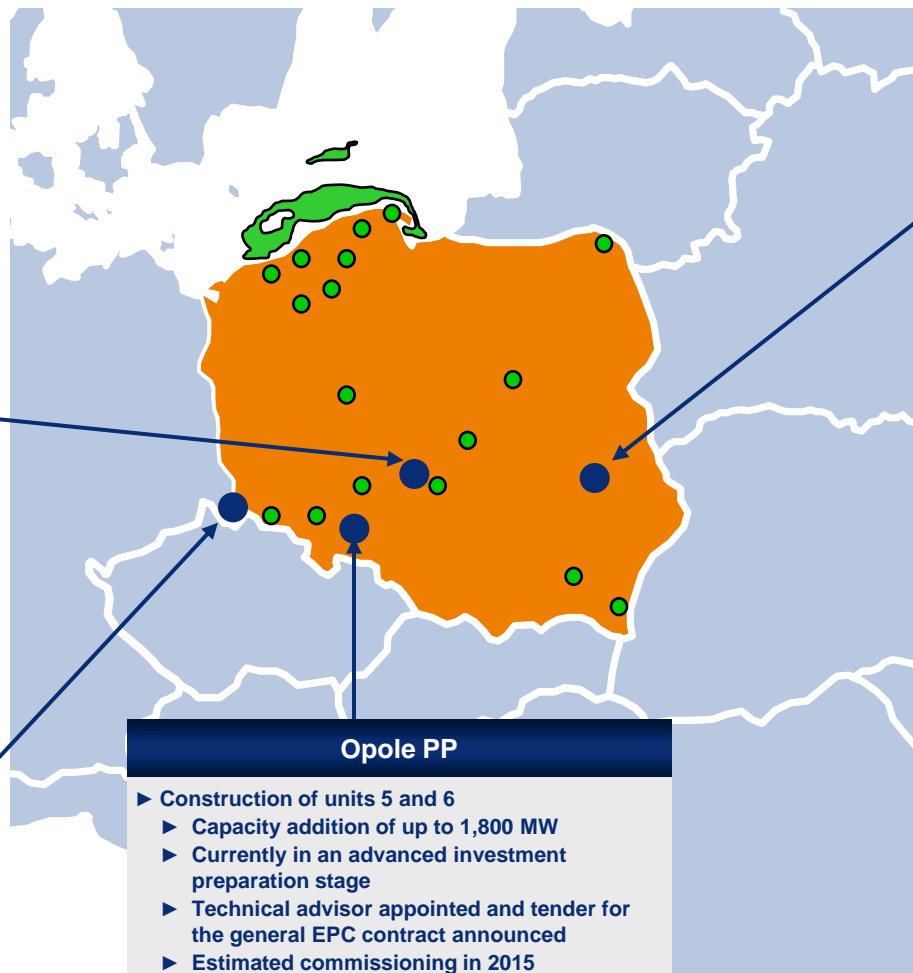 Opole PP
► Construction of units 5 and 6
► Capacity addition of up to 1,800 MW
► Currently in an advanced investment
preparation stage
► Technical advisor appointed and tender for
the general EPC contract announced
► Estimated commissioning in 2015